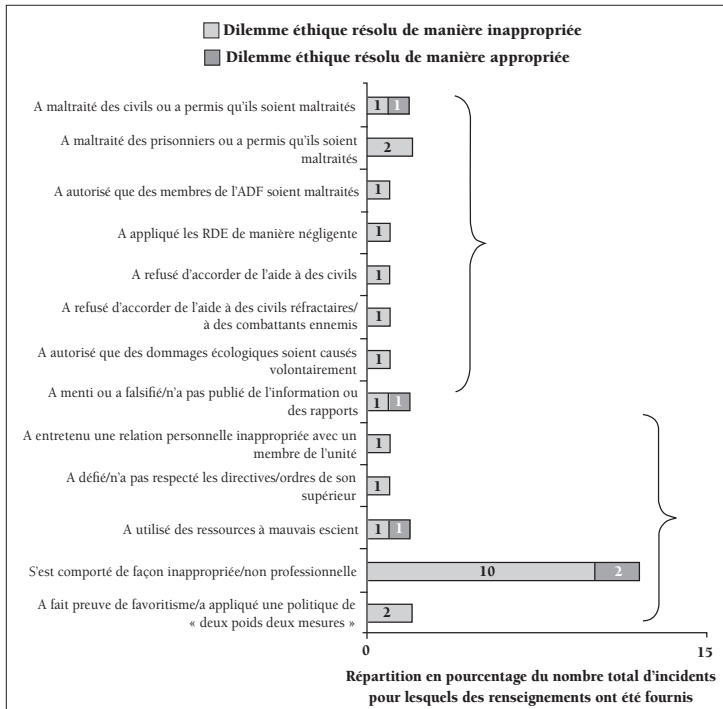 Dilemme éthique résolu de manière inappropriée
Dilemme éthique résolu de manière appropriée
A maltraité des civils ou a permis qu'ils soient maltraités
1 1
A maltraité des prisonniers ou a permis qu'ils soient
maltraités
2
A autorisé que des membres de l'ADF soient maltraités
1
A appliqué les RDE de manière négligente
1
A refusé d'accorder de l'aide à des civils
1
A refusé d'accorder de l'aide à des civils réfractaires/
à des combattants ennemis
1
A autorisé que des dommages écologiques soient causés
volontairement
1
A menti ou a falsifié/n'a pas publié de l'information ou
des rapports
1 1
A entretenu une relation personnelle inappropriée avec un
membre de l'unité
1
A défié/n'a pas respecté les directives/ordres de son
supérieur
1
A utilisé des ressources à mauvais escient
1 1
S'est comporté de façon inappropriée/non professionnelle
10 2
A fait preuve de favoritisme/a appliqué une politique de
« deux poids deux mesures »
2
0 15
Répartition en pourcentage du nombre total d'incidents
pour lesquels des renseignements ont été fournis